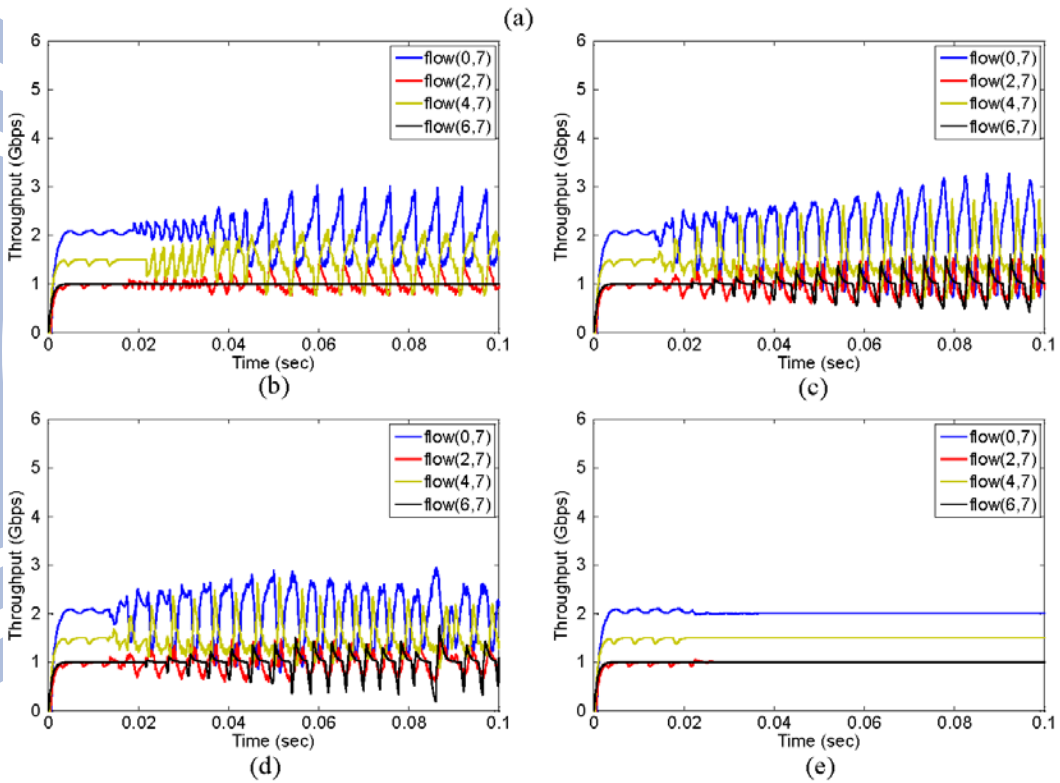 (a)
6
5
4
3
2
1
0
Throughput (Gbps)
flow(0,7)
flow(2,7)
flow(4,7)
flow(6,7)
0
0.02
0.04
0.06
0.08
0.1
Time (sec)
(b)
6
5
4
3
2
1
0
Throughput (Gbps)
flow(0,7)
flow(2,7)
flow(4,7)
flow(6,7)
0
0.02
0.04
0.06
0.08
0.1
Time (sec)
(c)
6
5
4
3
2
1
0
Throughput (Gbps)
flow(0,7)
flow(2,7)
flow(4,7)
flow(6,7)
0
0.02
0.04
0.06
0.08
0.1
Time (sec)
(d)
6
5
4
3
2
1
0
Throughput (Gbps)
flow(0,7)
flow(2,7)
flow(4,7)
flow(6,7)
0
0.02
0.04
0.06
0.08
0.1
Time (sec)
(e)